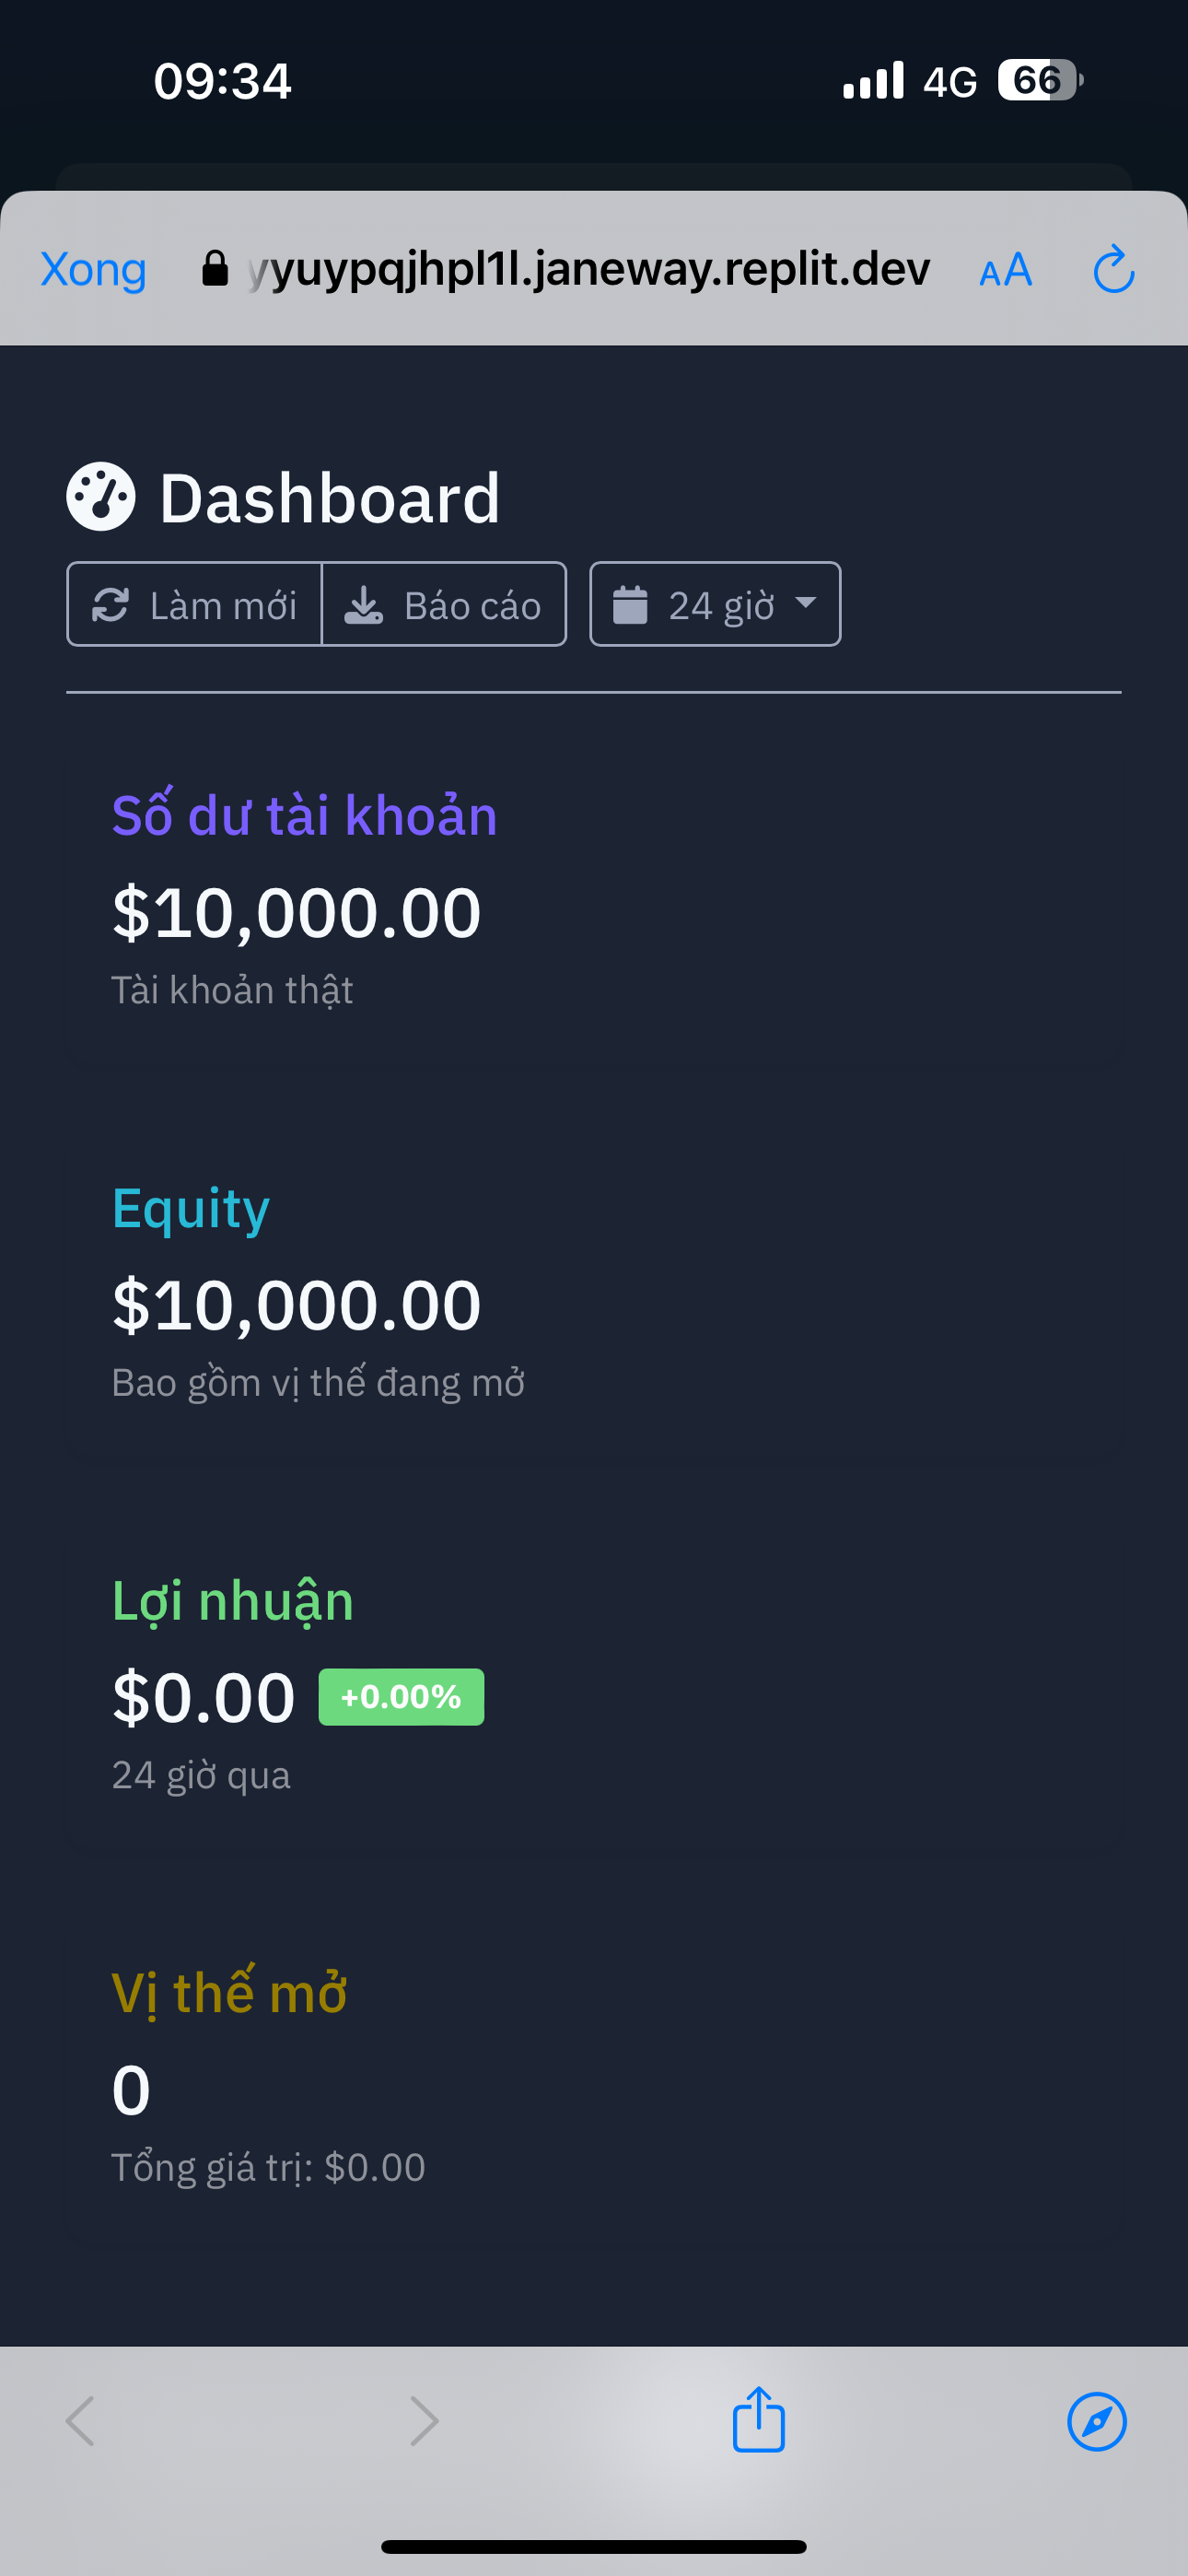 09:34
4G 66
Xong yyuypqjhpl1l.janeway.replit.dev AA
Dashboard
Làm mới Báo cáo 24 giờ
Số dư tài khoản
$10,000.00
Tài khoản thật
Equity
$10,000.00
Bao gồm vị thế đang mở
Lợi nhuận
$0.00 +0.00%
24 giờ qua
Vị thế mở
0
Tổng giá trị: $0.00